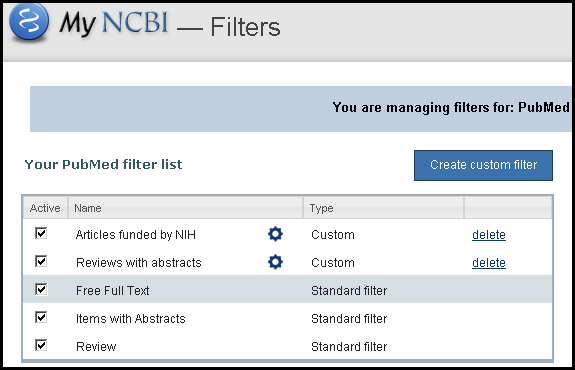 My NCBI — Filters
You are managing filters for: PubMed
Your PubMed filter list
Create custom filter
Active Name Type
Articles funded by NIH Custom delete
Reviews with abstracts Custom delete
Free Full Text Standard filter
Items with Abstracts Standard filter
Review Standard filter